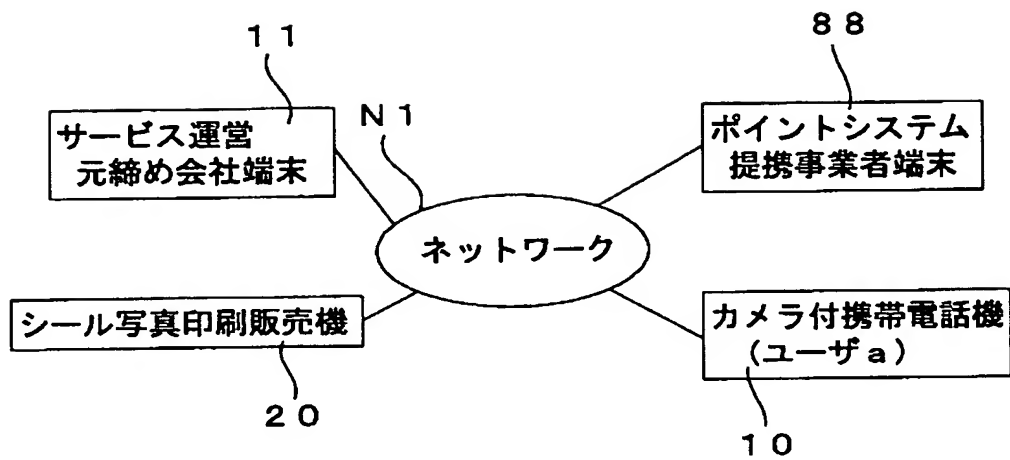 11
88
サービス運営
元締め会社端末
N1
ポイントシステム
提携事業者端末
ネットワーク
シール写真印刷販売機
カメラ付携帯電話機
(ユーザa)
20
10